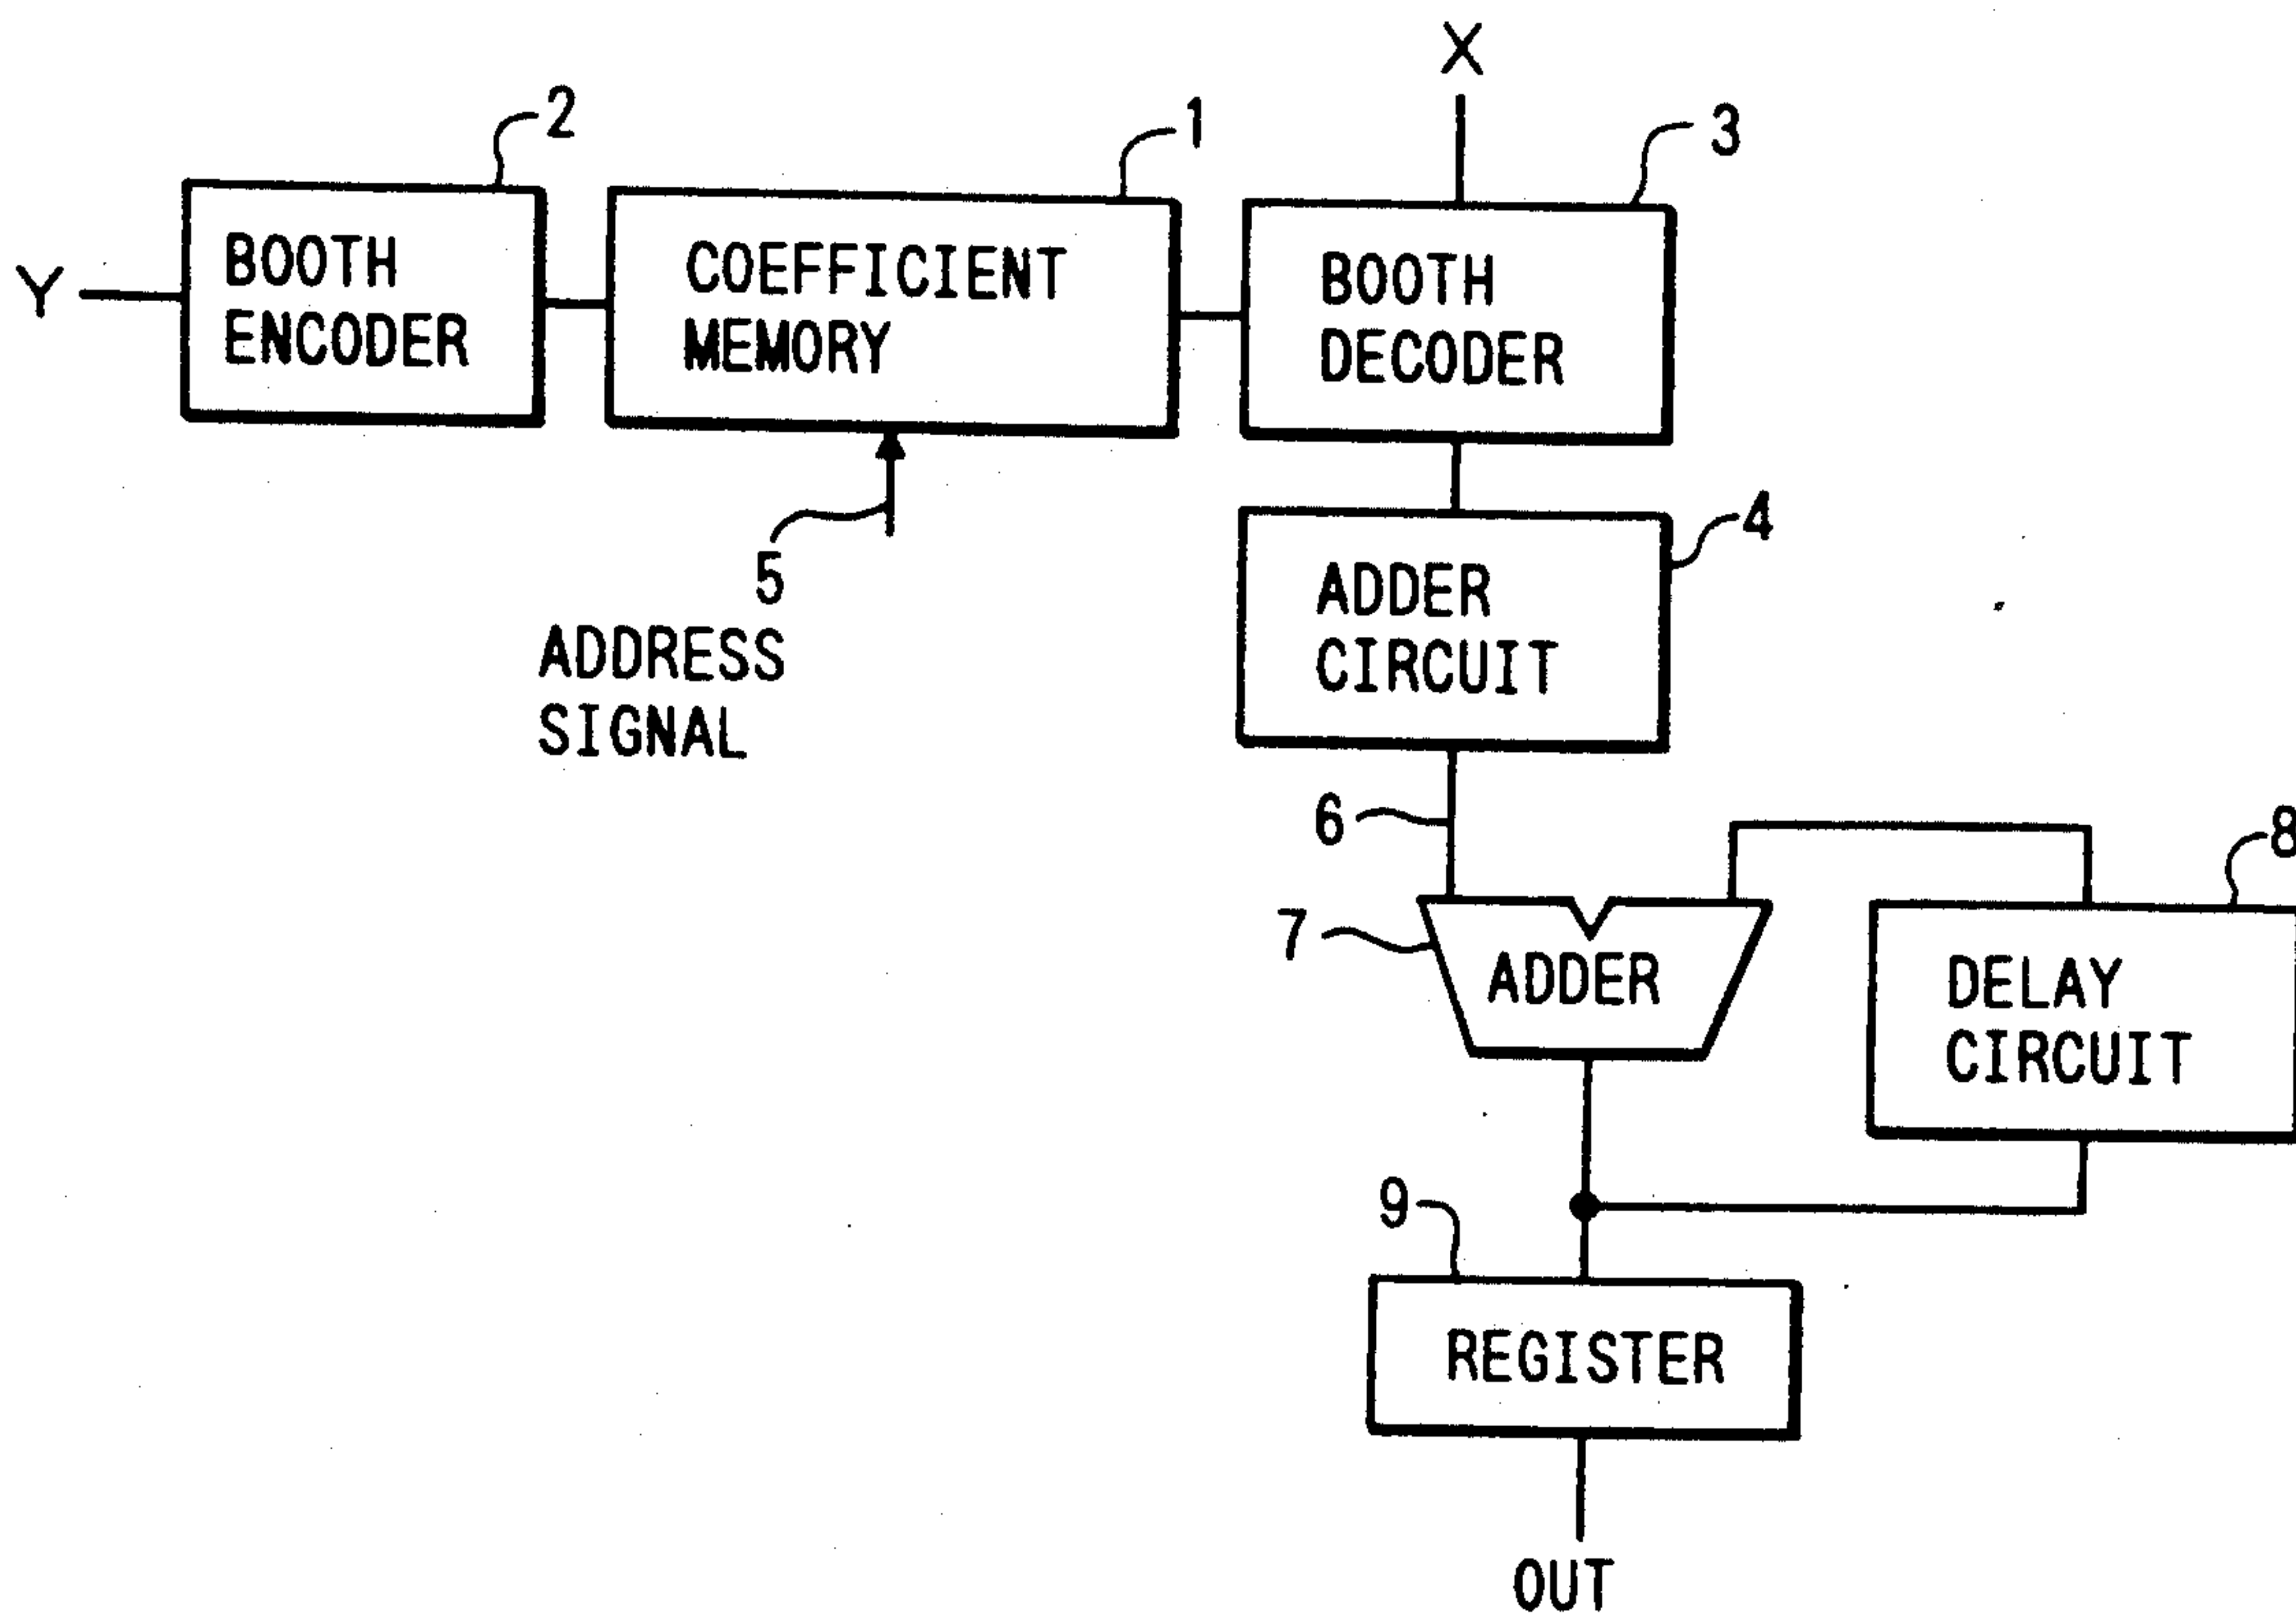 X
2
1
3
Y
BOOTH
ENCODER
COEFFICIENT
MEMORY
BOOTH
DECODER
5
ADDRESS
SIGNAL
4
ADDER
CIRCUIT
6
8
7
ADDER
DELAY
CIRCUIT
9
REGISTER
OUT